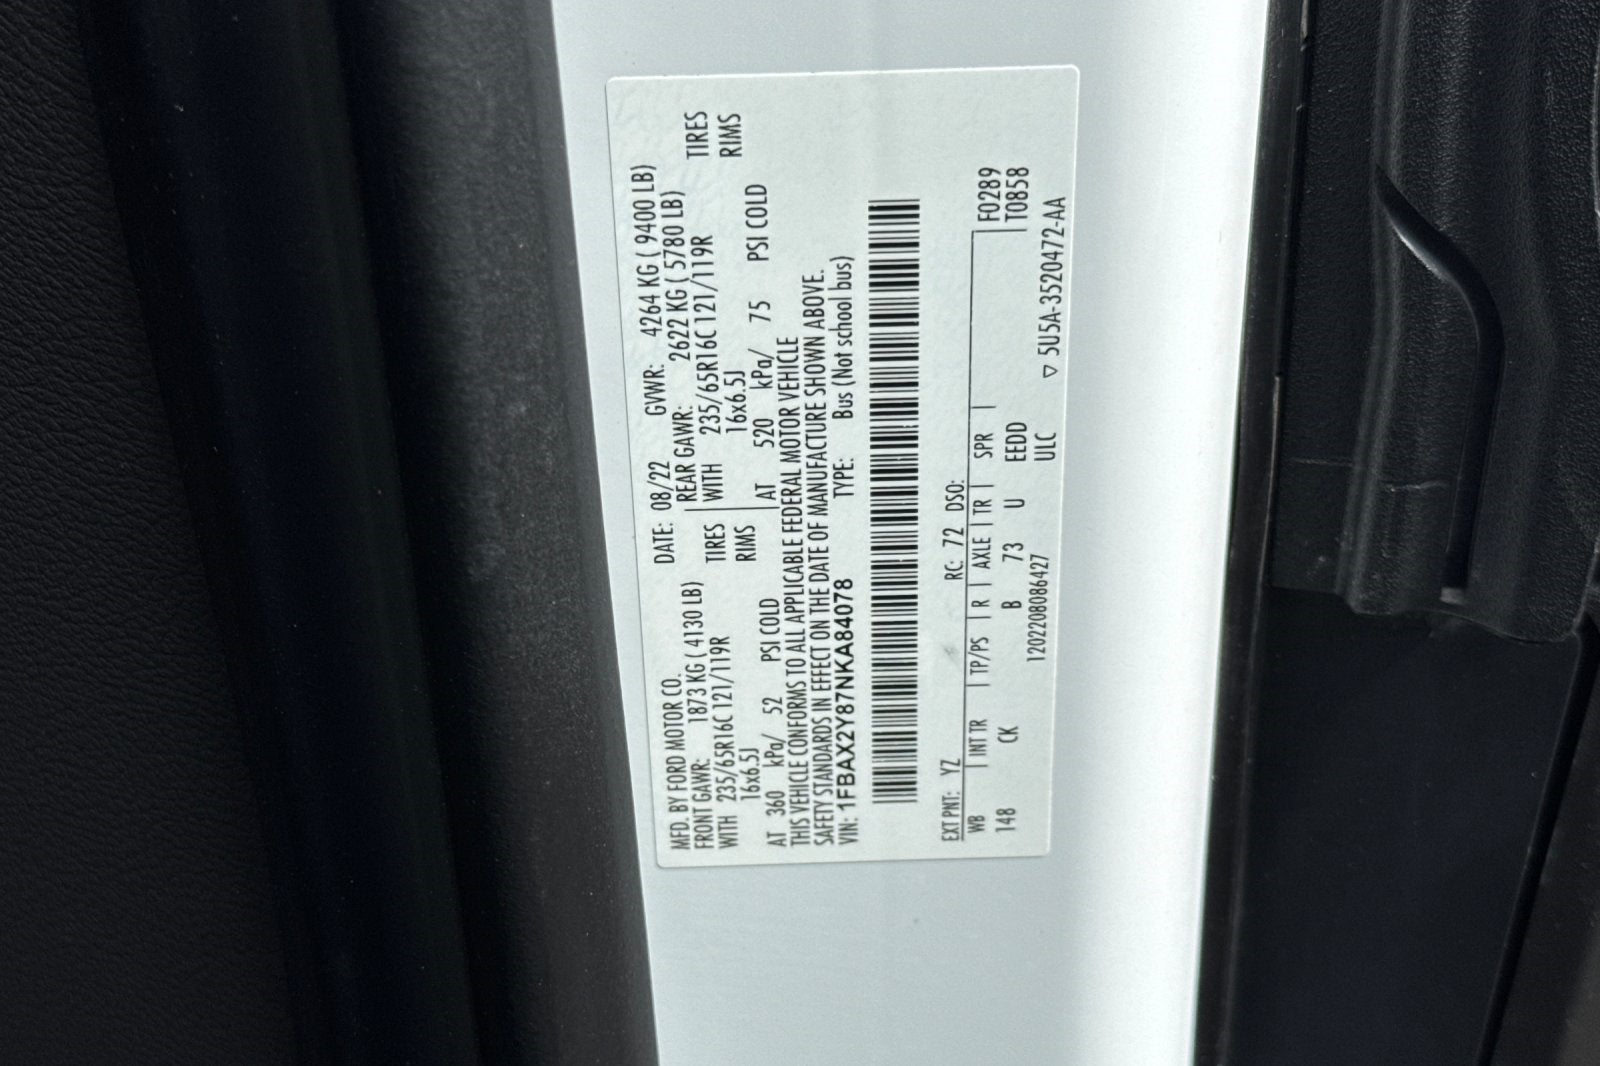 MFD. BY FORD MOTOR CO.
DATE: 08/22 GVWR: 4264 KG ( 9400 LB)
FRONT GAWR: 1873 KG ( 4130 LB) REAR GAWR: 2622 KG ( 5780 LB)
WITH 235/65R16C 121/119R TIRES WITH 235/65R16C 121/119R TIRES
16x6.5J RIMS 16x6.5J RIMS
AT 360 kPa/ 52 PSI COLD AT 520 kPa/ 75 PSI COLD
THIS VEHICLE CONFORMS TO ALL APPLICABLE FEDERAL MOTOR VEHICLE
SAFETY STANDARDS IN EFFECT ON THE DATE OF MANUFACTURE SHOWN ABOVE.
VIN: 1FBAX2Y87NKA84078 TYPE: Bus (Not school bus)
EXT PNT: YZ RC: 72 DSO:
WB INT TR TP/PS R AXLE TR SPR F0289
148 CK B 73 U EEDD T0858
1202208086427 ULC
▽ 5U5A-3520472-AA